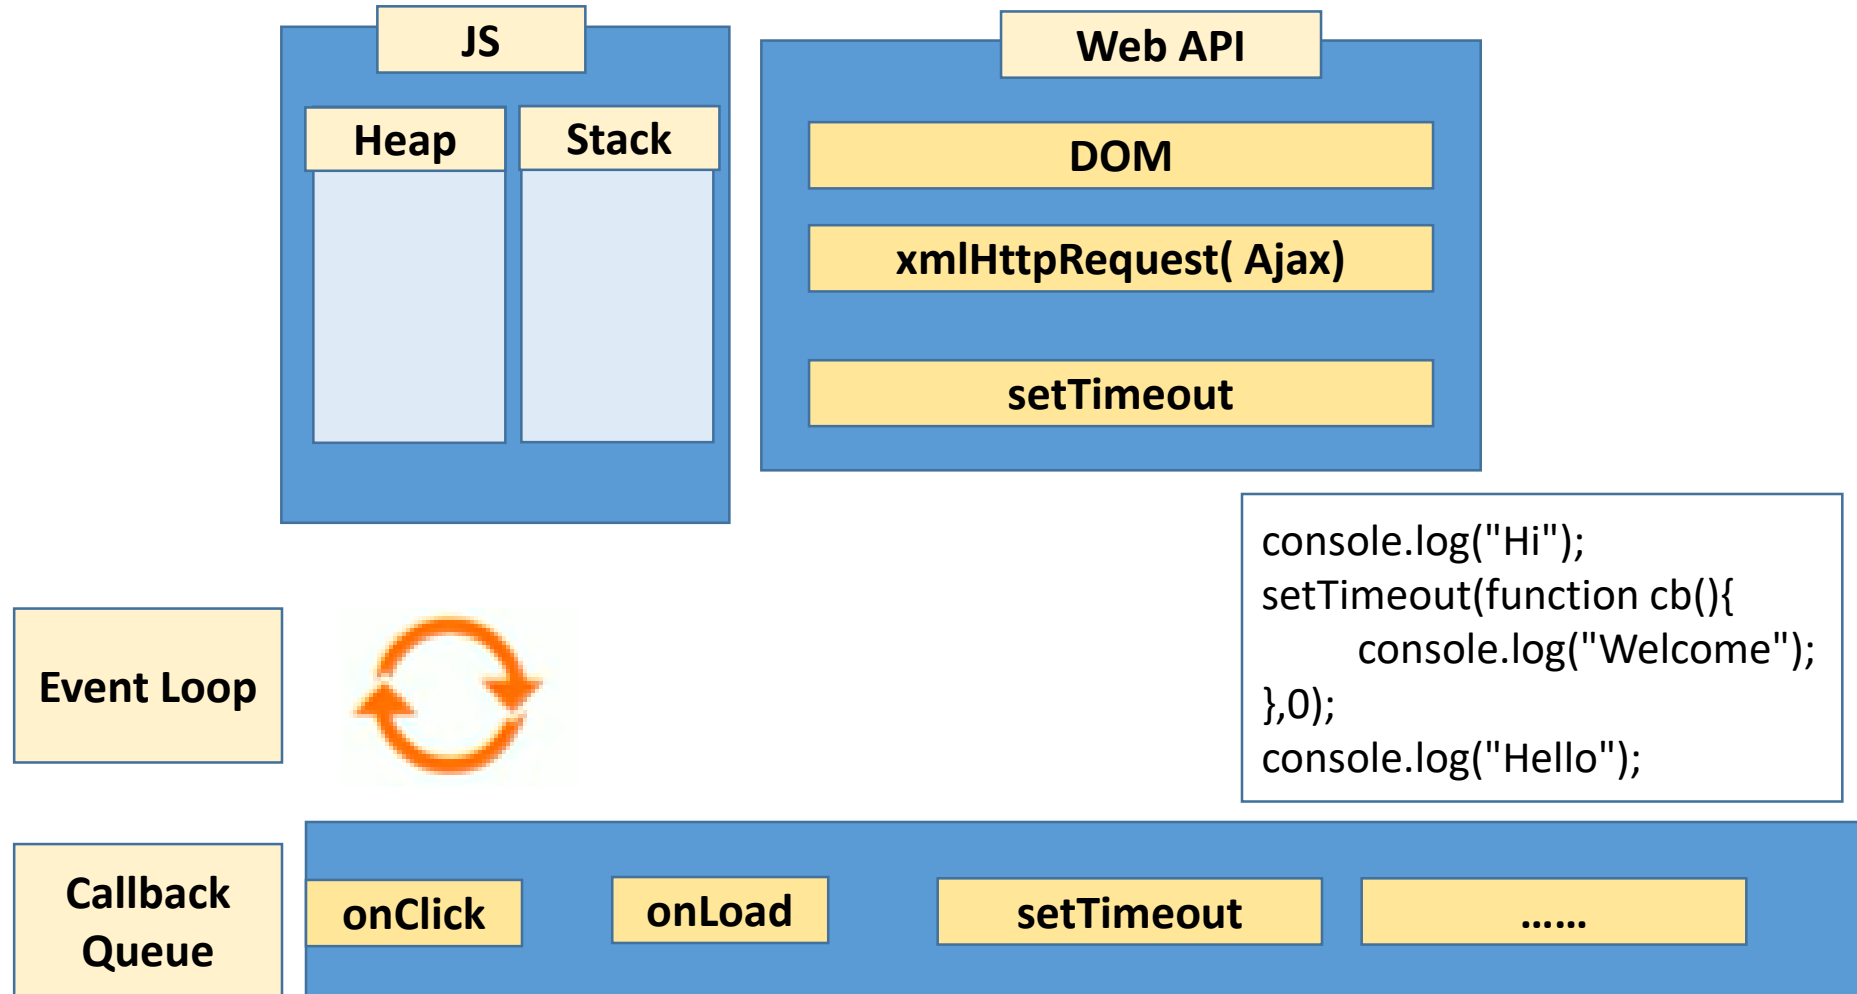 JS
Heap
Stack
Web API
DOM
xmlHttpRequest( Ajax)
setTimeout
console.log("Hi");
setTimeout(function cb(){
console.log("Welcome");
},0);
console.log("Hello");
Event Loop
Callback
Queue
onClick
onLoad
setTimeout
......